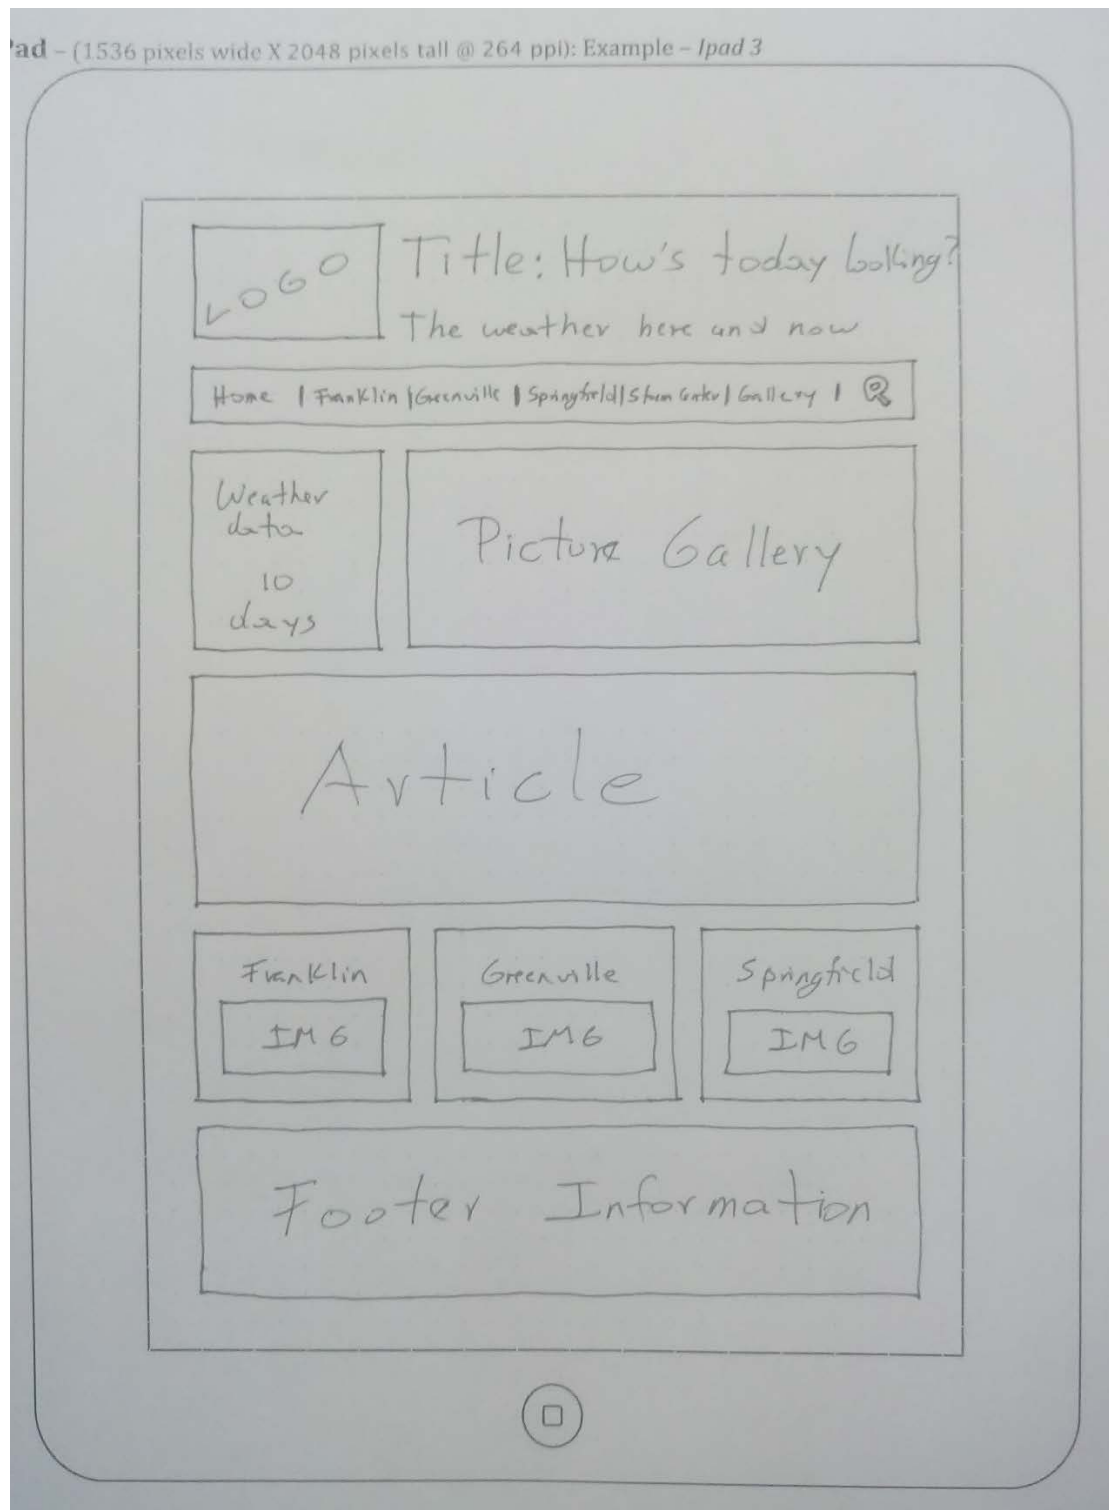 Pad – (1536 pixels wide X 2048 pixels tall @ 264 ppi): Example – Ipad 3
LOGO
Title: How's today looking?
The weather here and now
Home | Franklin | Greenville | Springfield | Storm Center | Gallery |
Weather
data
10
days
Picture Gallery
Article
Franklin
IMG
Greenville
IMG
Springfield
IMG
Footer Information